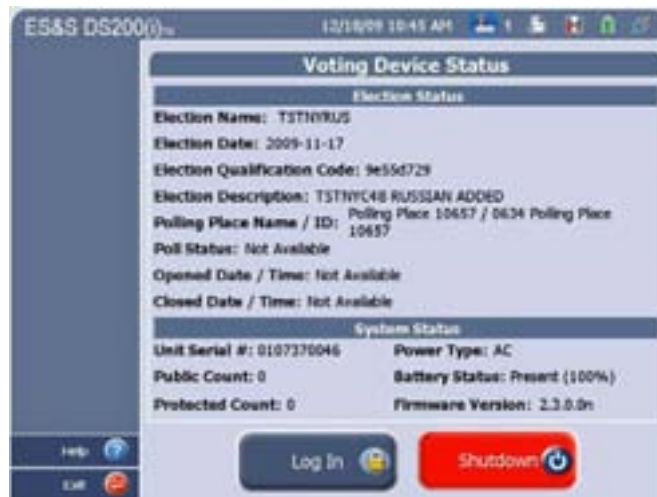 ES&S DS200(i)™ 12/18/09 10:45 AM 1
Voting Device Status
Election Status
Election Name: TSTNYRUS
Election Date: 2009-11-17
Election Qualification Code: 9e55d729
Election Description: TSTNYC48 RUSSIAN ADDED
Polling Place Name / ID: Polling Place 10657 / 0634 Polling Place
10657
Poll Status: Not Available
Opened Date / Time: Not Available
Closed Date / Time: Not Available
System Status
Unit Serial #: 0107370046 Power Type: AC
Public Count: 0 Battery Status: Present (100%)
Protected Count: 0 Firmware Version: 2.3.0.0n
Help
Exit
Log In
Shutdown